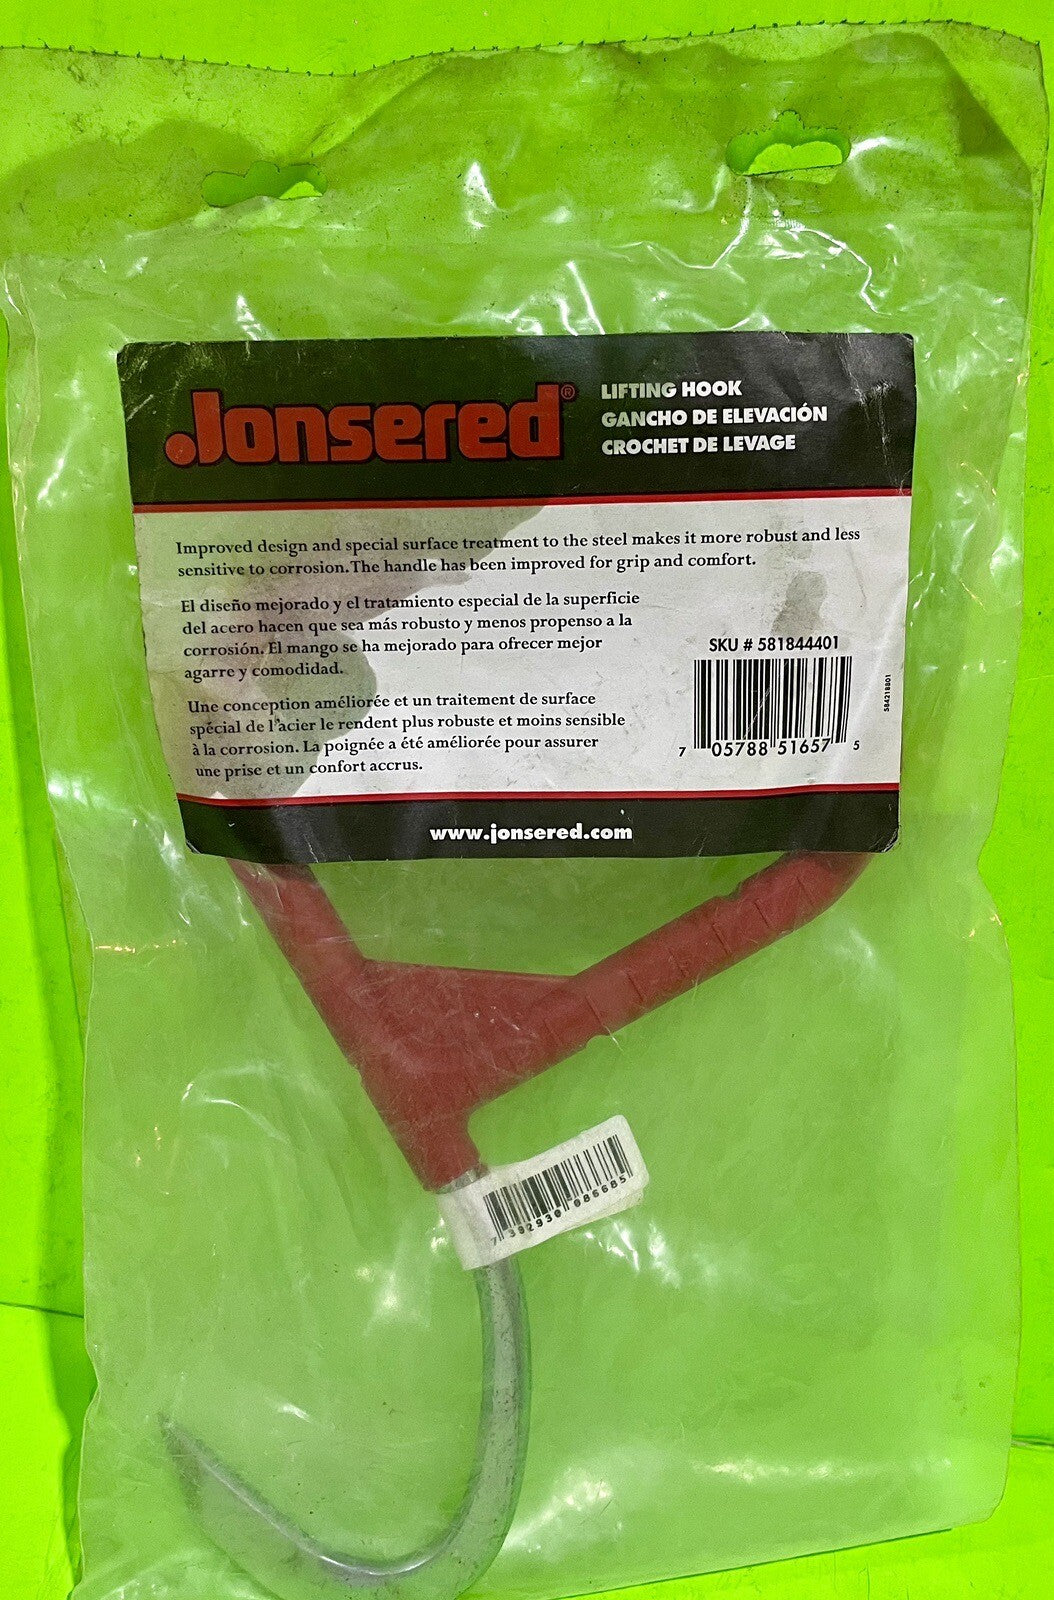 Jonsered®
LIFTING HOOK
GANCHO DE ELEVACIÓN
CROCHET DE LEVAGE
Improved design and special surface treatment to the steel makes it more robust and less
sensitive to corrosion.The handle has been improved for grip and comfort.
El diseño mejorado y el tratamiento especial de la superficie
del acero hacen que sea más robusto y menos propenso a la
corrosión. El mango se ha mejorado para ofrecer mejor
agarre y comodidad.
Une conception améliorée et un traitement de surface
spécial de l'acier le rendent plus robuste et moins sensible
à la corrosion. La poignée a été améliorée pour assurer
une prise et un confort accrus.
SKU # 581844401
7 05788 51657 5
584218801
www.jonsered.com
7 392930 086685